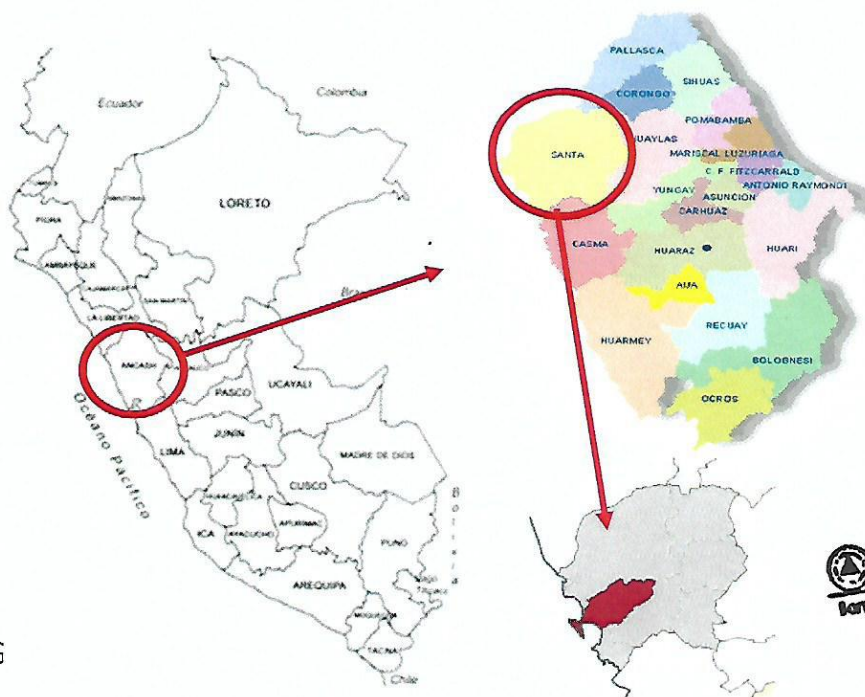 Ecuador
Colombia
PIURA
LORETO
SAN MARTIN
LA LIBERTAD
ANCASH
UCAYALI
PASCO
JUNIN
LIMA
MADRE DE DIOS
CUSCO
ICA
AYACUCHO
APURIMAC
PUNO
AREQUIPA
MOQUEGUA
TACNA
Chile
Océano Pacífico
PALLASCA
CORONGO
SIHUAS
POMABAMBA
SANTA
HUAYLAS
MARISCAL LUZURIAGA
C. F. FITZCARRALD
ANTONIO RAYMONDI
YUNGAY
ASUNCION
CARHUAZ
CASMA
HUARAZ
HUARI
AIJA
RECUAY
HUARMEY
BOLOGNESI
OCROS